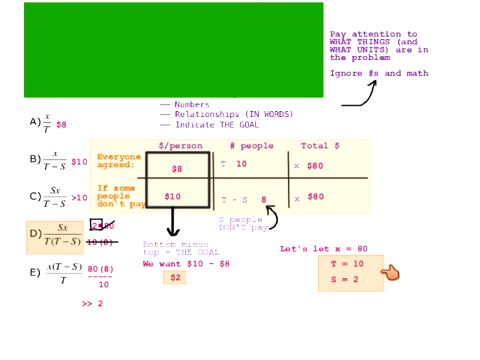 Pay attention to
WHAT THINGS (and
WHAT UNITS) are in
the problem
Ignore #s and math
— Numbers
— Relationships (IN WORDS)
— Indicate THE GOAL
A) x/T $8
B) x/(T − S) $10
C) Sx/(T − S) >10
D) Sx/(T(T − S))
10(8)
E) x(T − S)/T 80(8)
10
>> 2
$/person # people Total $
Everyone
agreed:
$8 T 10 x $80
If some
people
don't pay
$10 T - S 8 x $80
S people
DON'T pay
Bottom minus
top = THE GOAL
We want $10 - $8
$2
Let's let x = 80
T = 10
S = 2